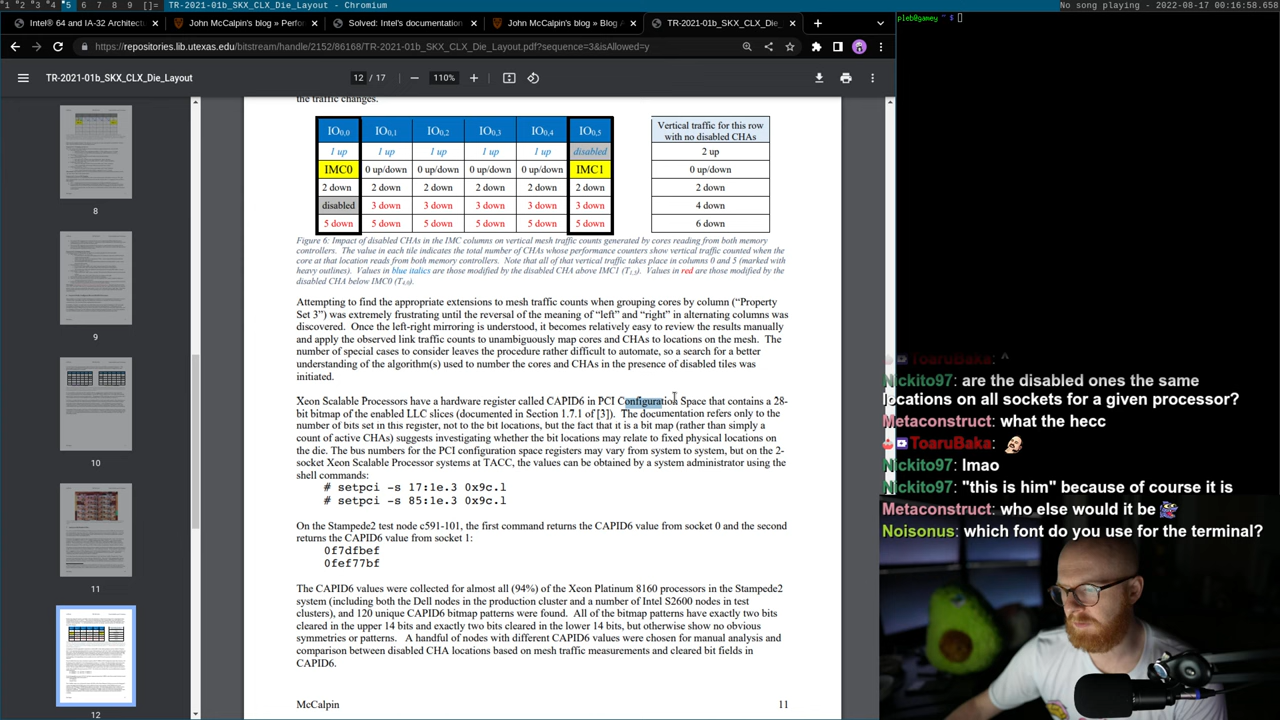 1 2 3 4 5 6 7 8 9 []= TR-2021-01b_SKX_CLX_Die_Layout.pdf?sequence=3&isAllowed=y - Chromium No song playing - 2022-08-17 00:16:58.658
Intel® 64 and IA-32 Architectu × John McCalpin's blog » Perfor × Solved: Intel's documentation × John McCalpin's blog » Blog A × TR-2021-01b_SKX_CLX_Die_ × +
https://repositories.lib.utexas.edu/bitstream/handle/2152/86168/TR-2021-01b_SKX_CLX_Die_Layout.pdf?sequence=3&isAllowed=y
pleb@gamey ~ $
TR-2021-01b_SKX_CLX_Die_Layout 12 / 17 110%
8
9
10
11
12
the traffic changes.
IO0,0 IO0,1 IO0,2 IO0,3 IO0,4 IO0,5
1 up 1 up 1 up 1 up 1 up disabled
IMC0 0 up/down 0 up/down 0 up/down 0 up/down IMC1
2 down 2 down 2 down 2 down 2 down 2 down
disabled 3 down 3 down 3 down 3 down 3 down
5 down 5 down 5 down 5 down 5 down 5 down
Vertical traffic for this row
with no disabled CHAs
2 up
0 up/down
2 down
4 down
6 down
Figure 6: Impact of disabled CHAs in the IMC columns on vertical mesh traffic counts generated by cores reading from both memory
controllers. The value in each tile indicates the total number of CHAs whose performance counters show vertical traffic counted when the
core at that location reads from both memory controllers. Note that all of that vertical traffic takes place in columns 0 and 5 (marked with
heavy outlines). Values in blue italics are those modified by the disabled CHA above IMC1 (T1,5). Values in red are those modified by the
disabled CHA below IMC0 (T4,0).
Attempting to find the appropriate extensions to mesh traffic counts when grouping cores by column ("Property
Set 3") was extremely frustrating until the reversal of the meaning of "left" and "right" in alternating columns was
discovered. Once the left-right mirroring is understood, it becomes relatively easy to review the results manually
and apply the observed link traffic counts to unambiguously map cores and CHAs to locations on the mesh. The
number of special cases to consider leaves the procedure rather difficult to automate, so a search for a better
understanding of the algorithm(s) used to number the cores and CHAs in the presence of disabled tiles was
initiated.
Xeon Scalable Processors have a hardware register called CAPID6 in PCI Configuration Space that contains a 28-
bit bitmap of the enabled LLC slices (documented in Section 1.7.1 of [3]). The documentation refers only to the
number of bits set in this register, not to the bit locations, but the fact that it is a bit map (rather than simply a
count of active CHAs) suggests investigating whether the bit locations may relate to fixed physical locations on
the die. The bus numbers for the PCI configuration space registers may vary from system to system, but on the 2-
socket Xeon Scalable Processor systems at TACC, the values can be obtained by a system administrator using the
shell commands:
# setpci -s 17:1e.3 0x9c.l
# setpci -s 85:1e.3 0x9c.l
On the Stampede2 test node c591-101, the first command returns the CAPID6 value from socket 0 and the second
returns the CAPID6 value from socket 1:
0f7dfbef
0fef77bf
The CAPID6 values were collected for almost all (94%) of the Xeon Platinum 8160 processors in the Stampede2
system (including both the Dell nodes in the production cluster and a number of Intel S2600 nodes in test
clusters), and 120 unique CAPID6 bitmap patterns were found. All of the bitmap patterns have exactly two bits
cleared in the upper 14 bits and exactly two bits cleared in the lower 14 bits, but otherwise show no obvious
symmetries or patterns. A handful of nodes with different CAPID6 values were chosen for manual analysis and
comparison between disabled CHA locations based on mesh traffic measurements and cleared bit fields in
CAPID6.
McCalpin 11
ToaruBaka: ^
Nickito97: are the disabled ones the same
locations on all sockets for a given processor?
Metaconstruct: what the hecc
ToaruBaka:
Nickito97: lmao
Nickito97: "this is him" because of course it is
Metaconstruct: who else would it be
Noisonus: which font do you use for the terminal?